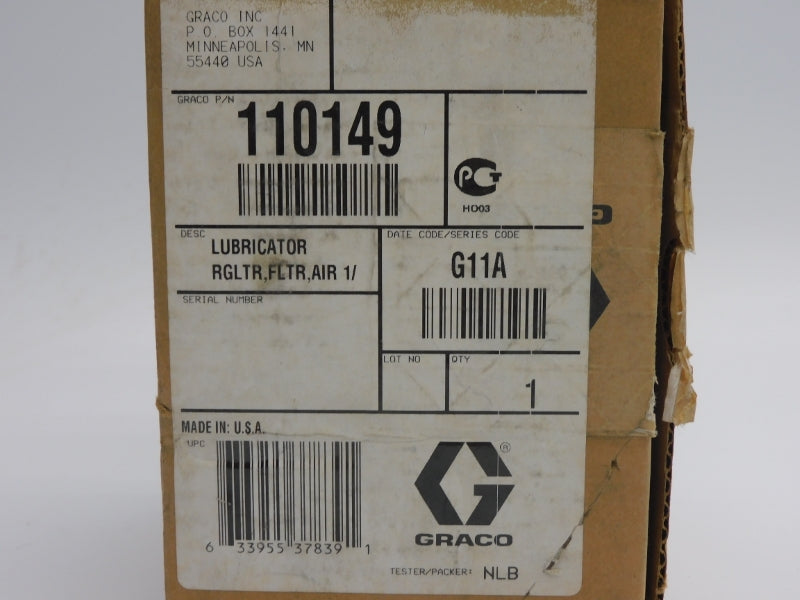 GRACO INC
P.O. BOX 1441
MINNEAPOLIS, MN
55440 USA
GRACO P/N
110149
РСТ
HO03
DESC
LUBRICATOR
RGLTR,FLTR,AIR 1/
DATE CODE/SERIES CODE
G11A
SERIAL NUMBER
LOT NO
QTY
1
MADE IN: U.S.A.
UPC
6 33955 37839 1
G®
GRACO
TESTER/PACKER: NLB